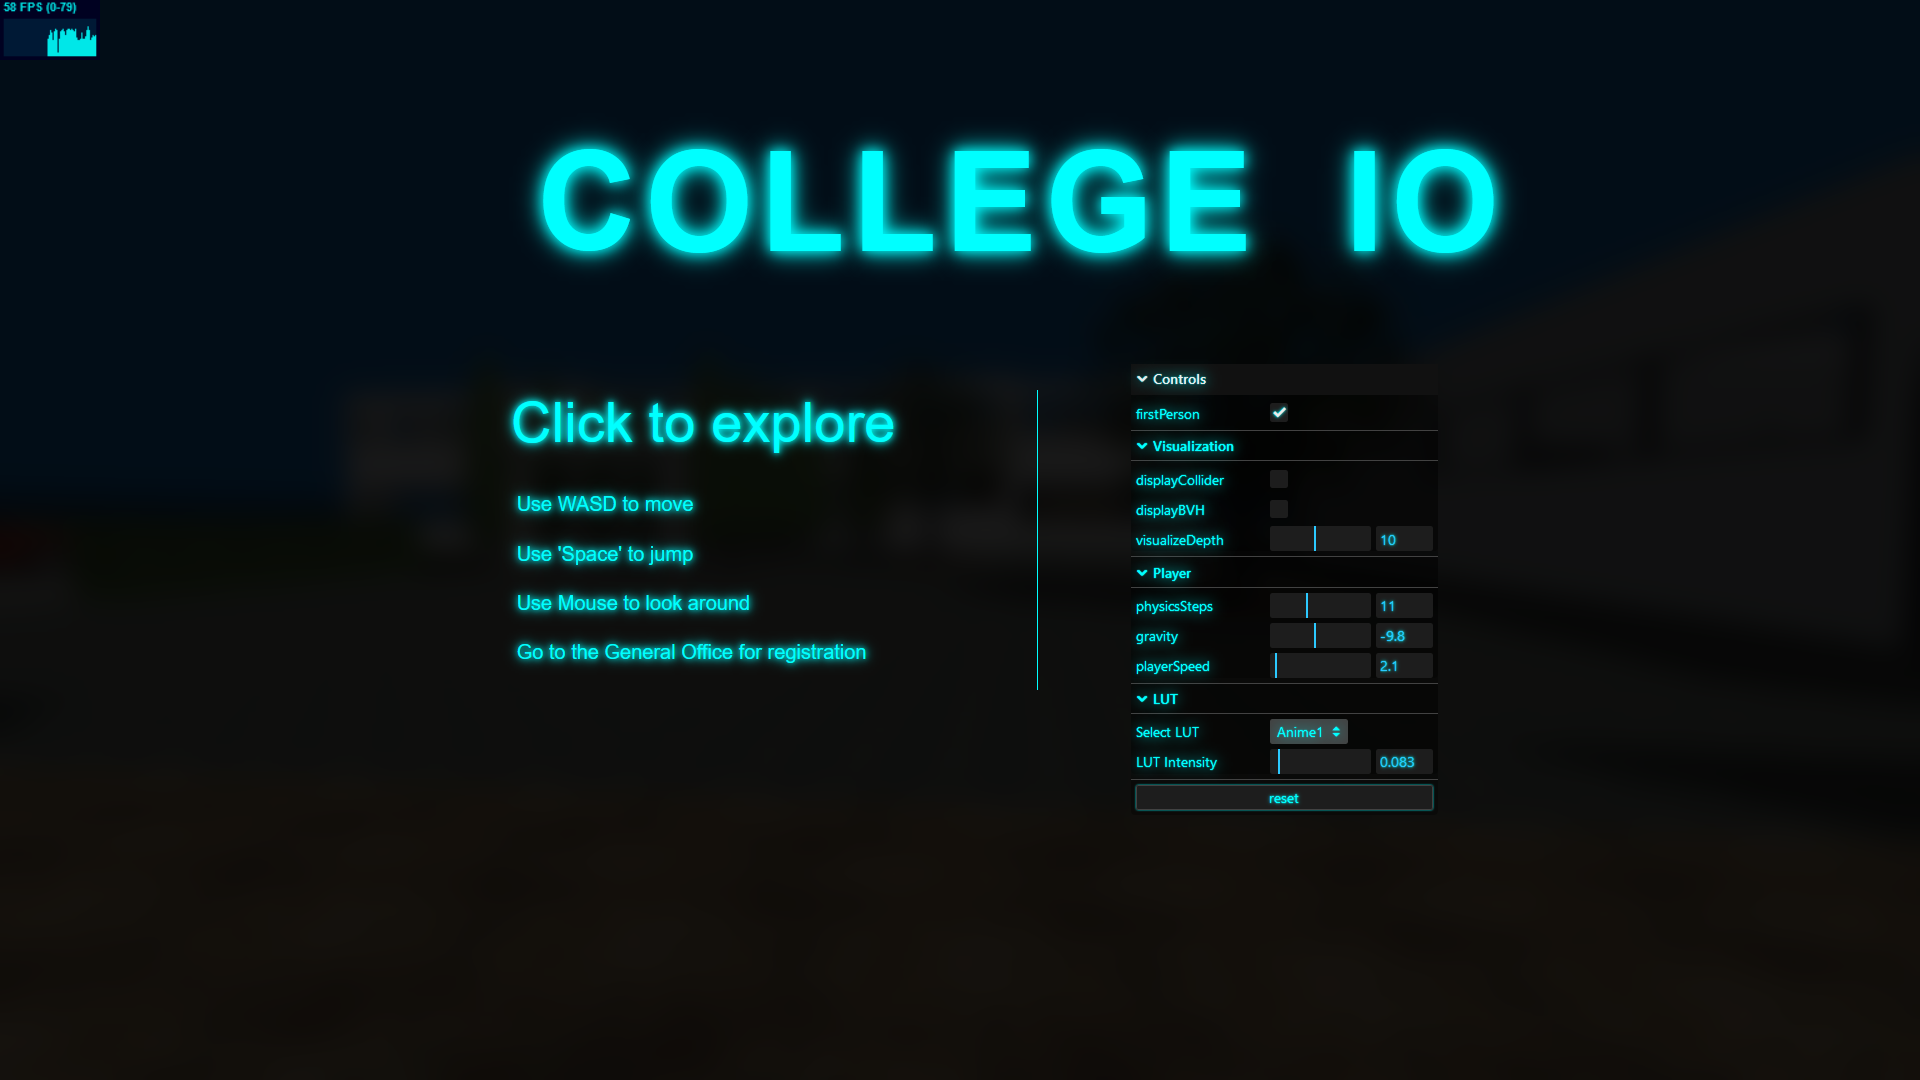 58 FPS (0-79)
COLLEGE IO
Click to explore
Use WASD to move
Use 'Space' to jump
Use Mouse to look around
Go to the General Office for registration
Controls
firstPerson
Visualization
displayCollider
displayBVH
visualizeDepth 10
Player
physicsSteps 11
gravity -9.8
playerSpeed 2.1
LUT
Select LUT Anime1
LUT Intensity 0.083
reset